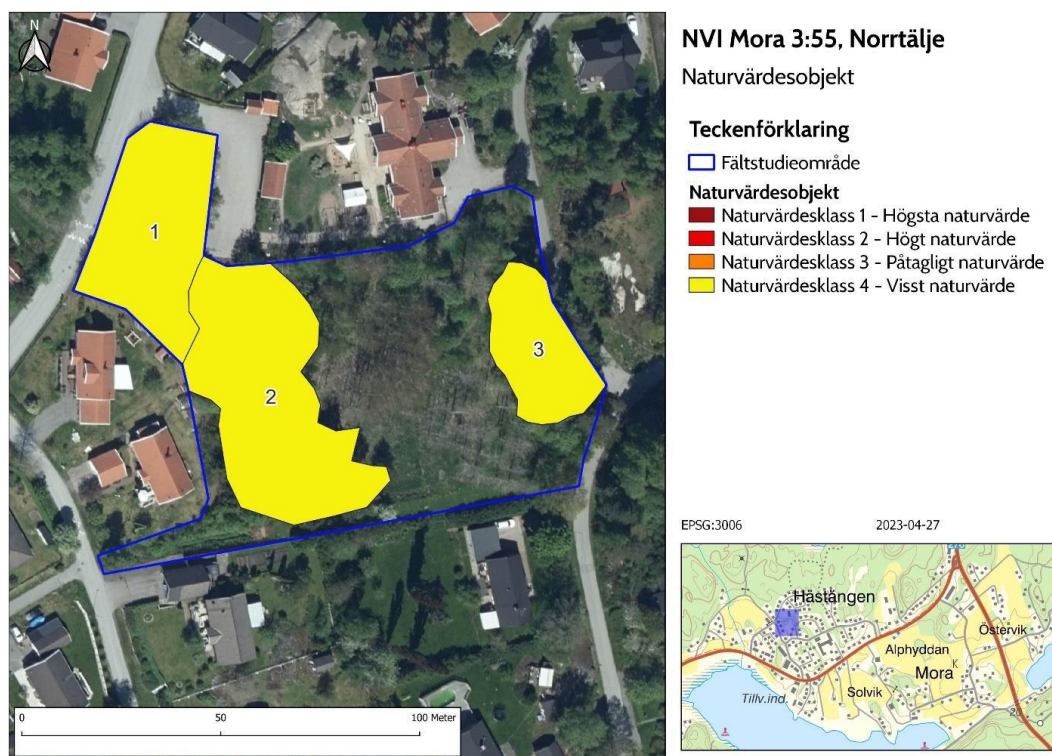 N
1
2
3
0 50 100 Meter
NVI Mora 3:55, Norrtälje
Naturvärdesobjekt
Teckenförklaring
Fältstudieområde
Naturvärdesobjekt
Naturvärdesklass 1 - Högsta naturvärde
Naturvärdesklass 2 - Högt naturvärde
Naturvärdesklass 3 - Påtagligt naturvärde
Naturvärdesklass 4 - Visst naturvärde
EPSG:3006 2023-04-27
276
Hästängen
Östervik
Alphyddan
Mora
K
Solvik
Tillv.ind.